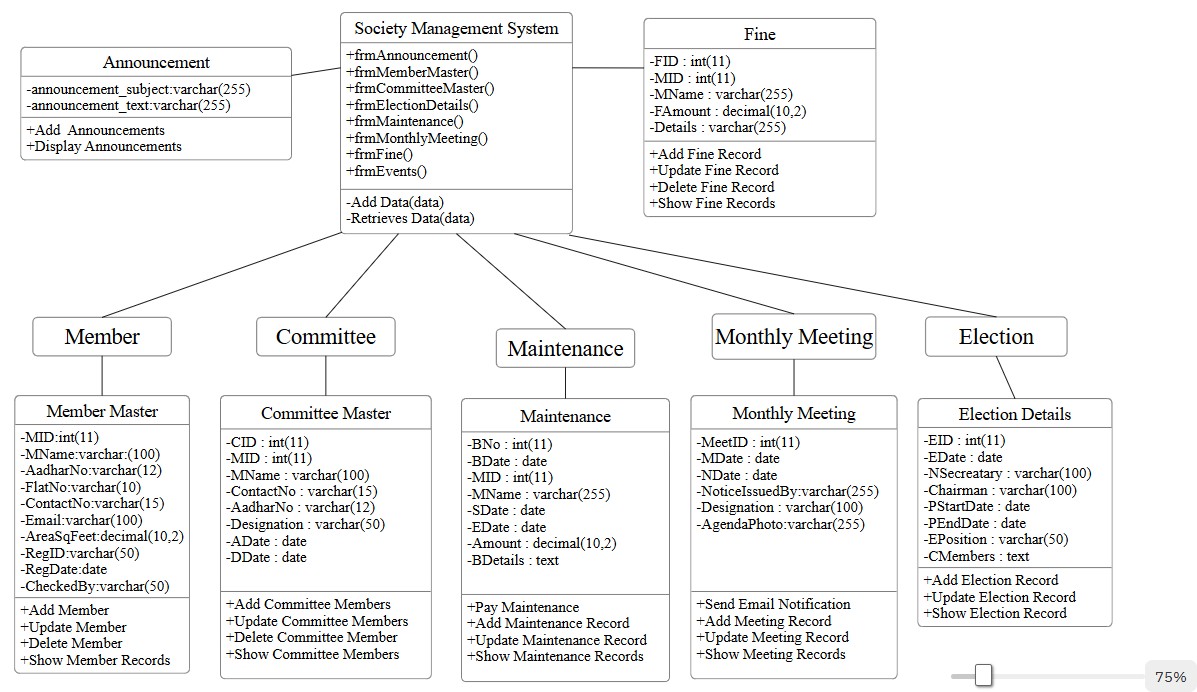 Society Management System
+frmAnnouncement()
+frmMemberMaster()
+frmCommitteeMaster()
+frmElectionDetails()
+frmMaintenance()
+frmMonthlyMeeting()
+frmFine()
+frmEvents()
-Add Data(data)
-Retrieves Data(data)
Announcement
-announcement_subject:varchar(255)
-announcement_text:varchar(255)
+Add  Announcements
+Display Announcements
Fine
-FID : int(11)
-MID : int(11)
-MName : varchar(255)
-FAmount : decimal(10,2)
-Details : varchar(255)
+Add Fine Record
+Update Fine Record
+Delete Fine Record
+Show Fine Records
Member
Committee
Maintenance
Monthly Meeting
Election
Member Master
-MID:int(11)
-MName:varchar:(100)
-AadharNo:varchar(12)
-FlatNo:varchar(10)
-ContactNo:varchar(15)
-Email:varchar(100)
-AreaSqFeet:decimal(10,2)
-RegID:varchar(50)
-RegDate:date
-CheckedBy:varchar(50)
+Add Member
+Update Member
+Delete Member
+Show Member Records
Committee Master
-CID : int(11)
-MID : int(11)
-MName : varchar(100)
-ContactNo : varchar(15)
-AadharNo : varchar(12)
-Designation : varchar(50)
-ADate : date
-DDate : date
+Add Committee Members
+Update Committee Members
+Delete Committee Member
+Show Committee Members
Maintenance
-BNo : int(11)
-BDate : date
-MID : int(11)
-MName : varchar(255)
-SDate : date
-EDate : date
-Amount : decimal(10,2)
-BDetails : text
+Pay Maintenance
+Add Maintenance Record
+Update Maintenance Record
+Show Maintenance Records
Monthly Meeting
-MeetID : int(11)
-MDate : date
-NDate : date
-NoticeIssuedBy:varchar(255)
-Designation : varchar(100)
-AgendaPhoto:varchar(255)
+Send Email Notification
+Add Meeting Record
+Update Meeting Record
+Show Meeting Records
Election Details
-EID : int(11)
-EDate : date
-NSecreatary : varchar(100)
-Chairman : varchar(100)
-PStartDate : date
-PEndDate : date
-EPosition : varchar(50)
-CMembers : text
+Add Election Record
+Update Election Record
+Show Election Record
75%